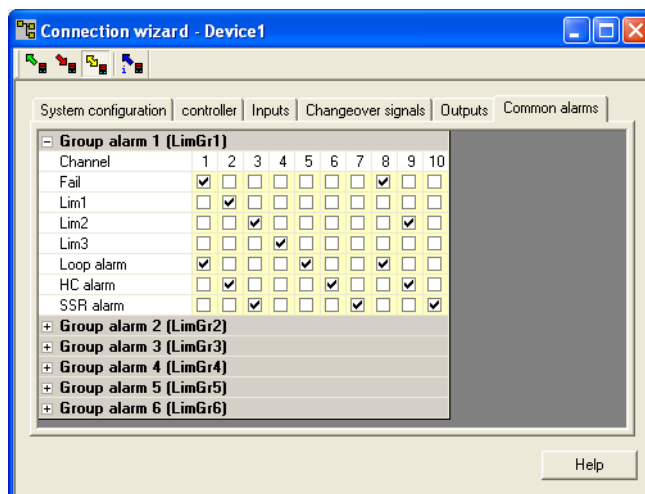 Connection wizard - Device1
System configuration controller Inputs Changeover signals Outputs Common alarms
Group alarm 1 (LimGr1)
Channel 1 2 3 4 5 6 7 8 9 10
Fail
Lim1
Lim2
Lim3
Loop alarm
HC alarm
SSR alarm
Group alarm 2 (LimGr2)
Group alarm 3 (LimGr3)
Group alarm 4 (LimGr4)
Group alarm 5 (LimGr5)
Group alarm 6 (LimGr6)
Help